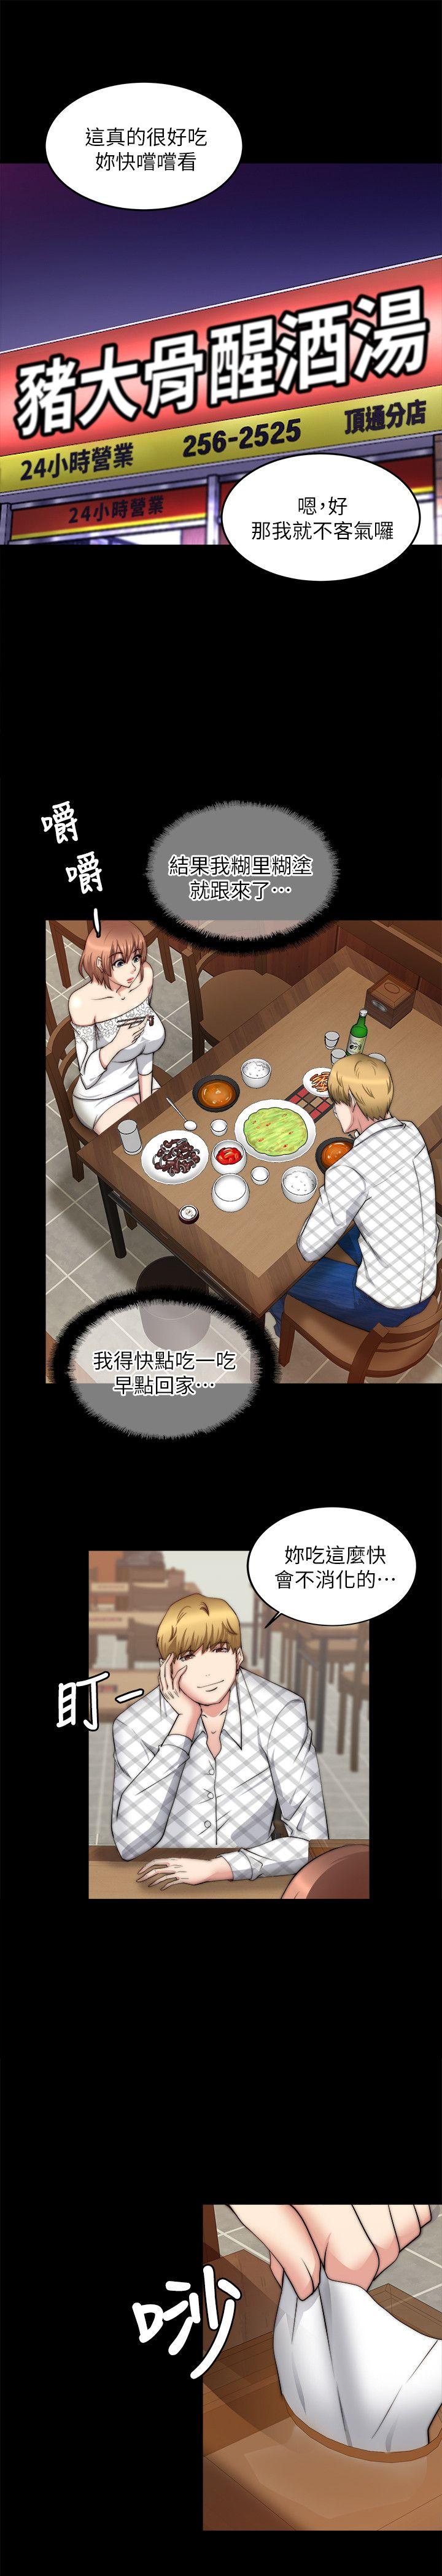 這真的很好吃
妳快嚐嚐看
豬大骨醒酒湯
24小時營業
256-2525
頂通分店
24小時營業
嗯，好
那我就不客氣囉
嚼
嚼
結果我糊里糊塗
就跟來了…
我得快點吃一吃
早點回家…
妳吃這麼快
會不消化的…
盯
唦